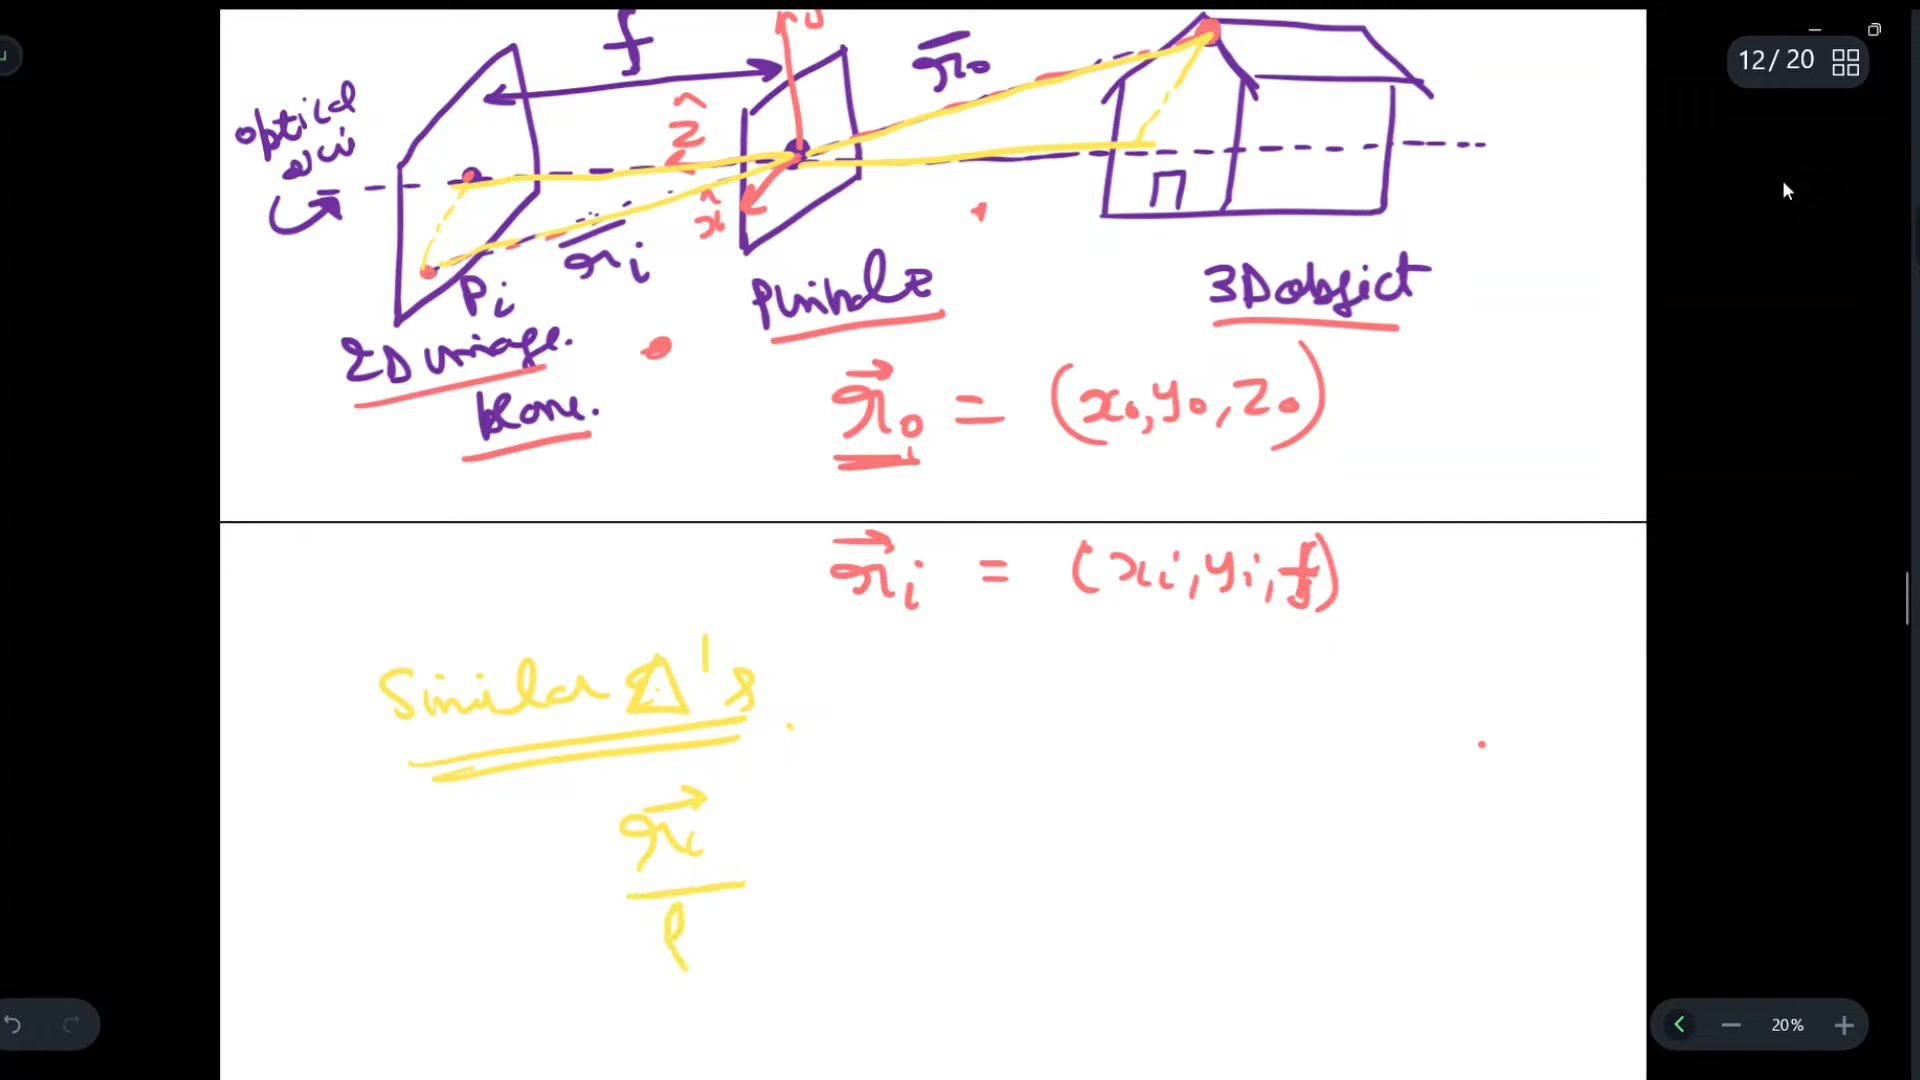 f
r̅o
optical
axis
ẑ
x̂
r̅i
Pi
Pinhole
3D object
2D image
plane.
r⃗o = (xo, yo, zo)
r⃗i = (xi, yi, f)
Similar Δ's
r⃗i
f
12/ 20
20%